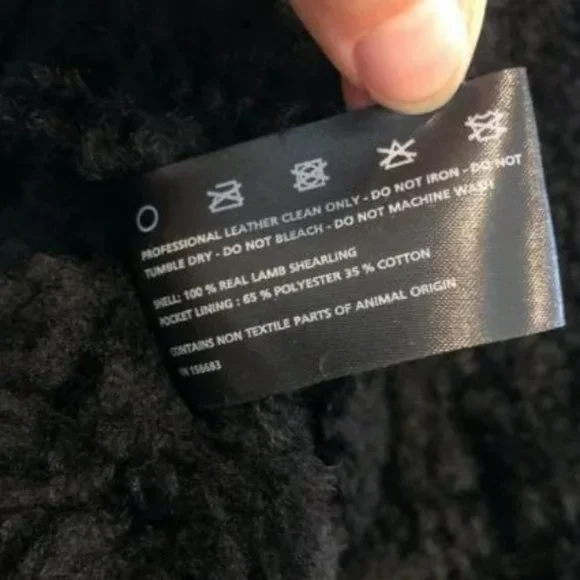 PROFESSIONAL LEATHER CLEAN ONLY - DO NOT IRON - DO NOT
TUMBLE DRY - DO NOT BLEACH - DO NOT MACHINE WASH
SHELL: 100 % REAL LAMB SHEARLING
POCKET LINING : 65 % POLYESTER 35 % COTTON
CONTAINS NON TEXTILE PARTS OF ANIMAL ORIGIN
156683